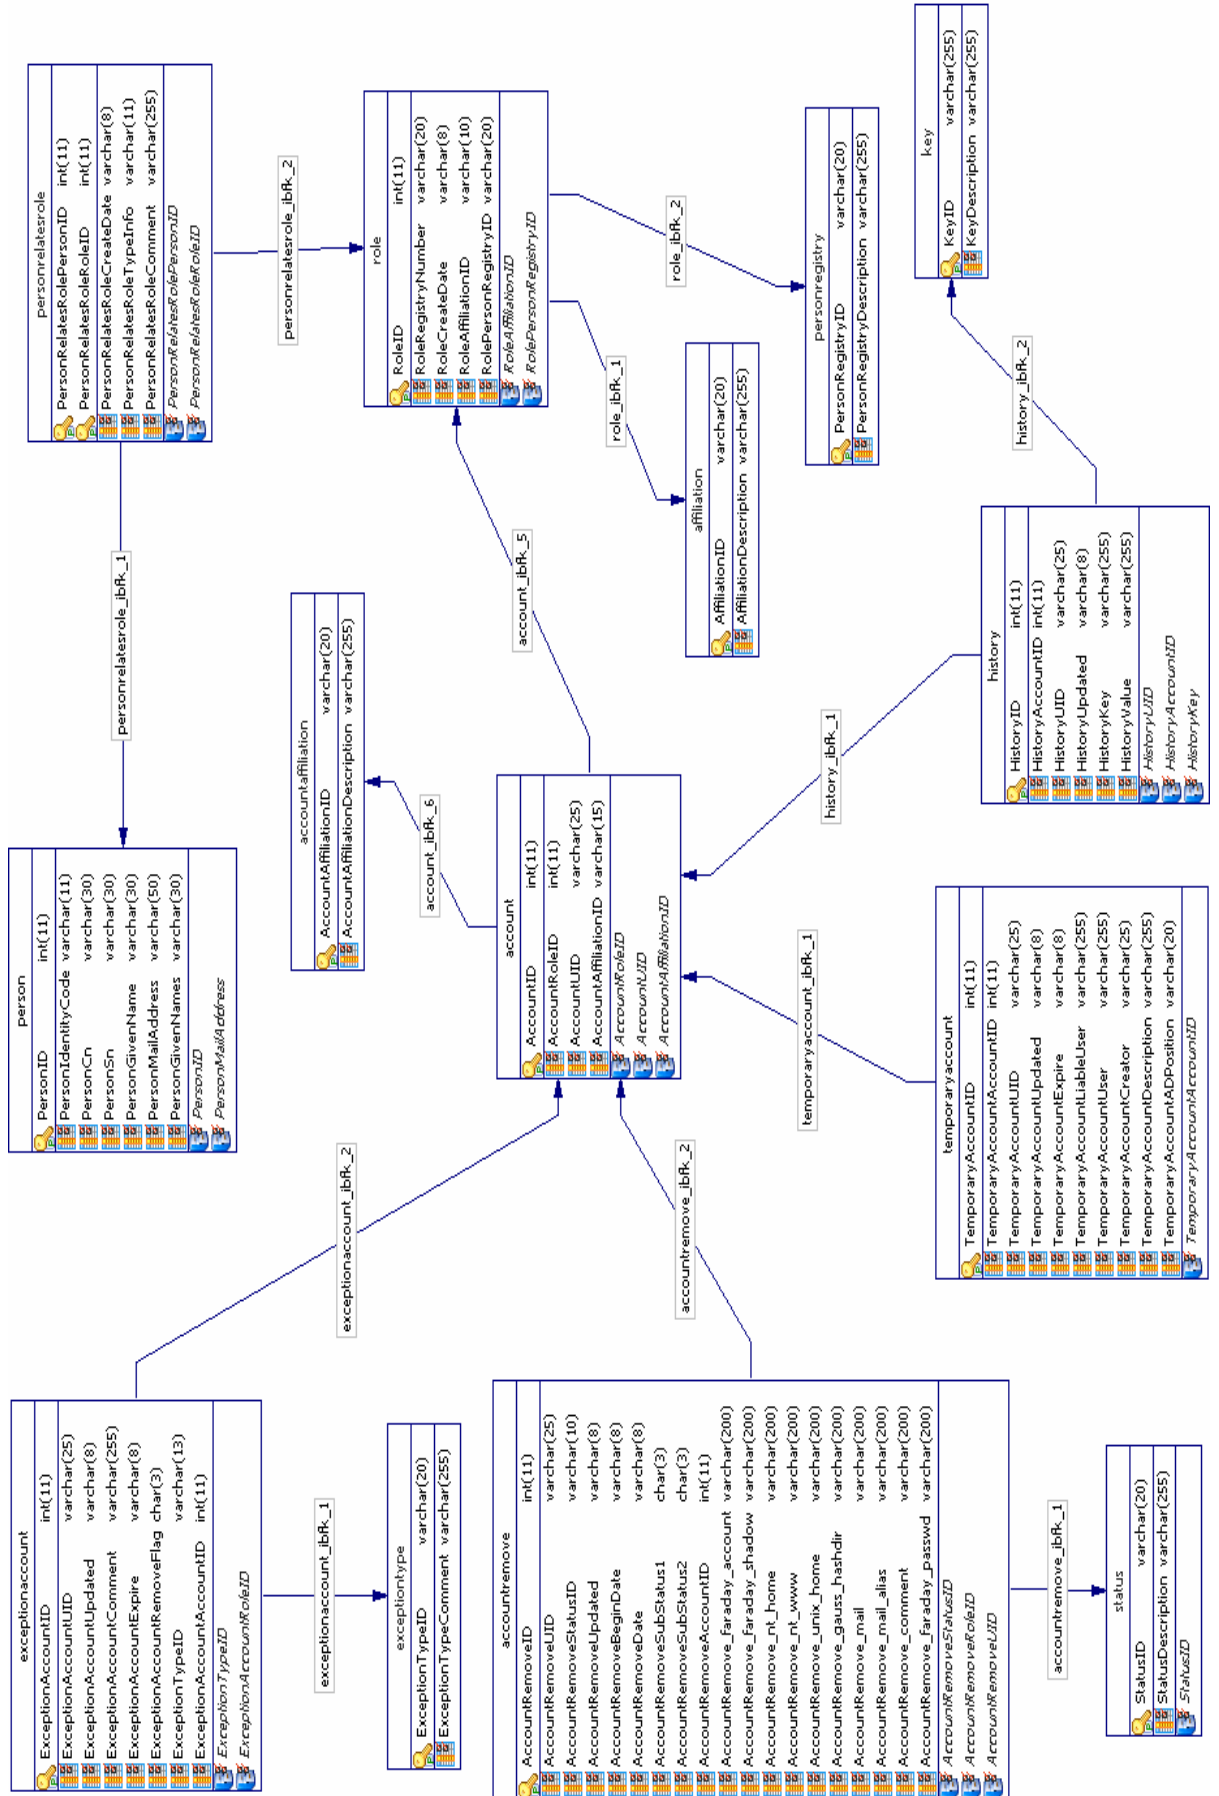 exceptionaccount
ExceptionAccountID int(11)
ExceptionAccountUID varchar(25)
ExceptionAccountUpdated varchar(8)
ExceptionAccountComment varchar(255)
ExceptionAccountExpire varchar(8)
ExceptionAccountRemoveFlag char(3)
ExceptionTypeID varchar(13)
ExceptionAccountAccountID int(11)
ExceptionTypeID
ExceptionAccountRoleID
exceptionaccount_ibfk_1
exceptionaccount_ibfk_2
exceptiontype
ExceptionTypeID varchar(20)
ExceptionTypeComment varchar(255)
accountremove
AccountRemoveID int(11)
AccountRemoveUID varchar(25)
AccountRemoveStatusID varchar(10)
AccountRemoveUpdated varchar(8)
AccountRemoveBeginDate varchar(8)
AccountRemoveDate varchar(8)
AccountRemoveSubStatus1 char(3)
AccountRemoveSubStatus2 char(3)
AccountRemoveAccountID int(11)
AccountRemove_faraday_account varchar(200)
AccountRemove_faraday_shadow varchar(200)
AccountRemove_nt_home varchar(200)
AccountRemove_nt_www varchar(200)
AccountRemove_unix_home varchar(200)
AccountRemove_gauss_hashdir varchar(200)
AccountRemove_mail varchar(200)
AccountRemove_mail_alias varchar(200)
AccountRemove_comment varchar(200)
AccountRemove_faraday_passwd varchar(200)
AccountRemoveStatusID
AccountRemoveRoleID
AccountRemoveUID
accountremove_ibfk_1
accountremove_ibfk_2
status
StatusID varchar(20)
StatusDescription varchar(255)
StatusID
person
PersonID int(11)
PersonIdentityCode varchar(11)
PersonCn varchar(30)
PersonSn varchar(30)
PersonGivenName varchar(30)
PersonMailAddress varchar(50)
PersonGivenNames varchar(30)
PersonID
PersonMailAddress
personrelatesrole_ibfk_1
accountaffiliation
AccountAffiliationID varchar(20)
AccountAffiliationDescription varchar(255)
account_ibfk_6
account
AccountID int(11)
AccountRoleID int(11)
AccountUID varchar(25)
AccountAffiliationID varchar(15)
AccountRoleID
AccountUID
AccountAffiliationID
account_ibfk_5
temporaryaccount_ibfk_1
temporaryaccount
TemporaryAccountID int(11)
TemporaryAccountAccountID int(11)
TemporaryAccountUID varchar(25)
TemporaryAccountUpdated varchar(8)
TemporaryAccountExpire varchar(8)
TemporaryAccountLiableUser varchar(255)
TemporaryAccountUser varchar(255)
TemporaryAccountCreator varchar(25)
TemporaryAccountDescription varchar(255)
TemporaryAccountADPosition varchar(20)
TemporaryAccountAccountID
history_ibfk_1
history
HistoryID int(11)
HistoryAccountID int(11)
HistoryUID varchar(25)
HistoryUpdated varchar(8)
HistoryKey varchar(255)
HistoryValue varchar(255)
HistoryUID
HistoryAccountID
HistoryKey
history_ibfk_2
personrelatesrole
PersonRelatesRolePersonID int(11)
PersonRelatesRoleRoleID int(11)
PersonRelatesRoleCreateDate varchar(8)
PersonRelatesRoleTypeInfo varchar(11)
PersonRelatesRoleComment varchar(255)
PersonRelatesRolePersonID
PersonRelatesRoleRoleID
personrelatesrole_ibfk_2
role
RoleID int(11)
RoleRegistryNumber varchar(20)
RoleCreateDate varchar(8)
RoleAffiliationID varchar(10)
RolePersonRegistryID varchar(20)
RoleAffiliationID
RolePersonRegistryID
role_ibfk_1
role_ibfk_2
affiliation
AffiliationID varchar(20)
AffiliationDescription varchar(255)
personregistry
PersonRegistryID varchar(20)
PersonRegistryDescription varchar(255)
key
KeyID varchar(255)
KeyDescription varchar(255)